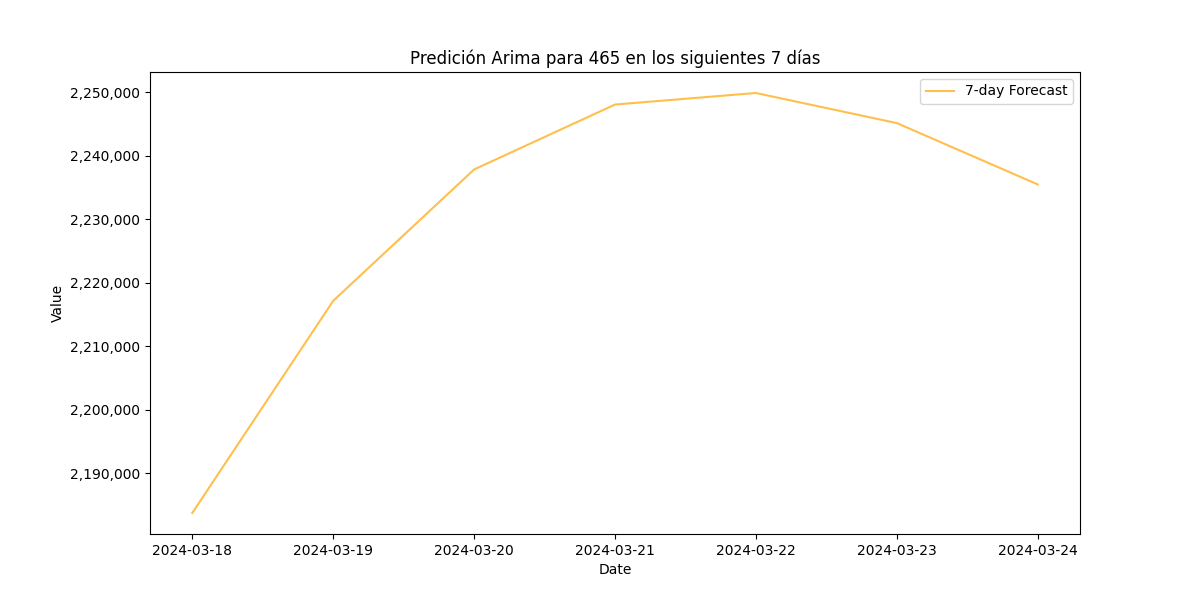 Predición Arima para 465 en los siguientes 7 días
7-day Forecast
2,250,000
2,240,000
2,230,000
2,220,000
2,210,000
2,200,000
2,190,000
Value
2024-03-18 2024-03-19 2024-03-20 2024-03-21 2024-03-22 2024-03-23 2024-03-24
Date